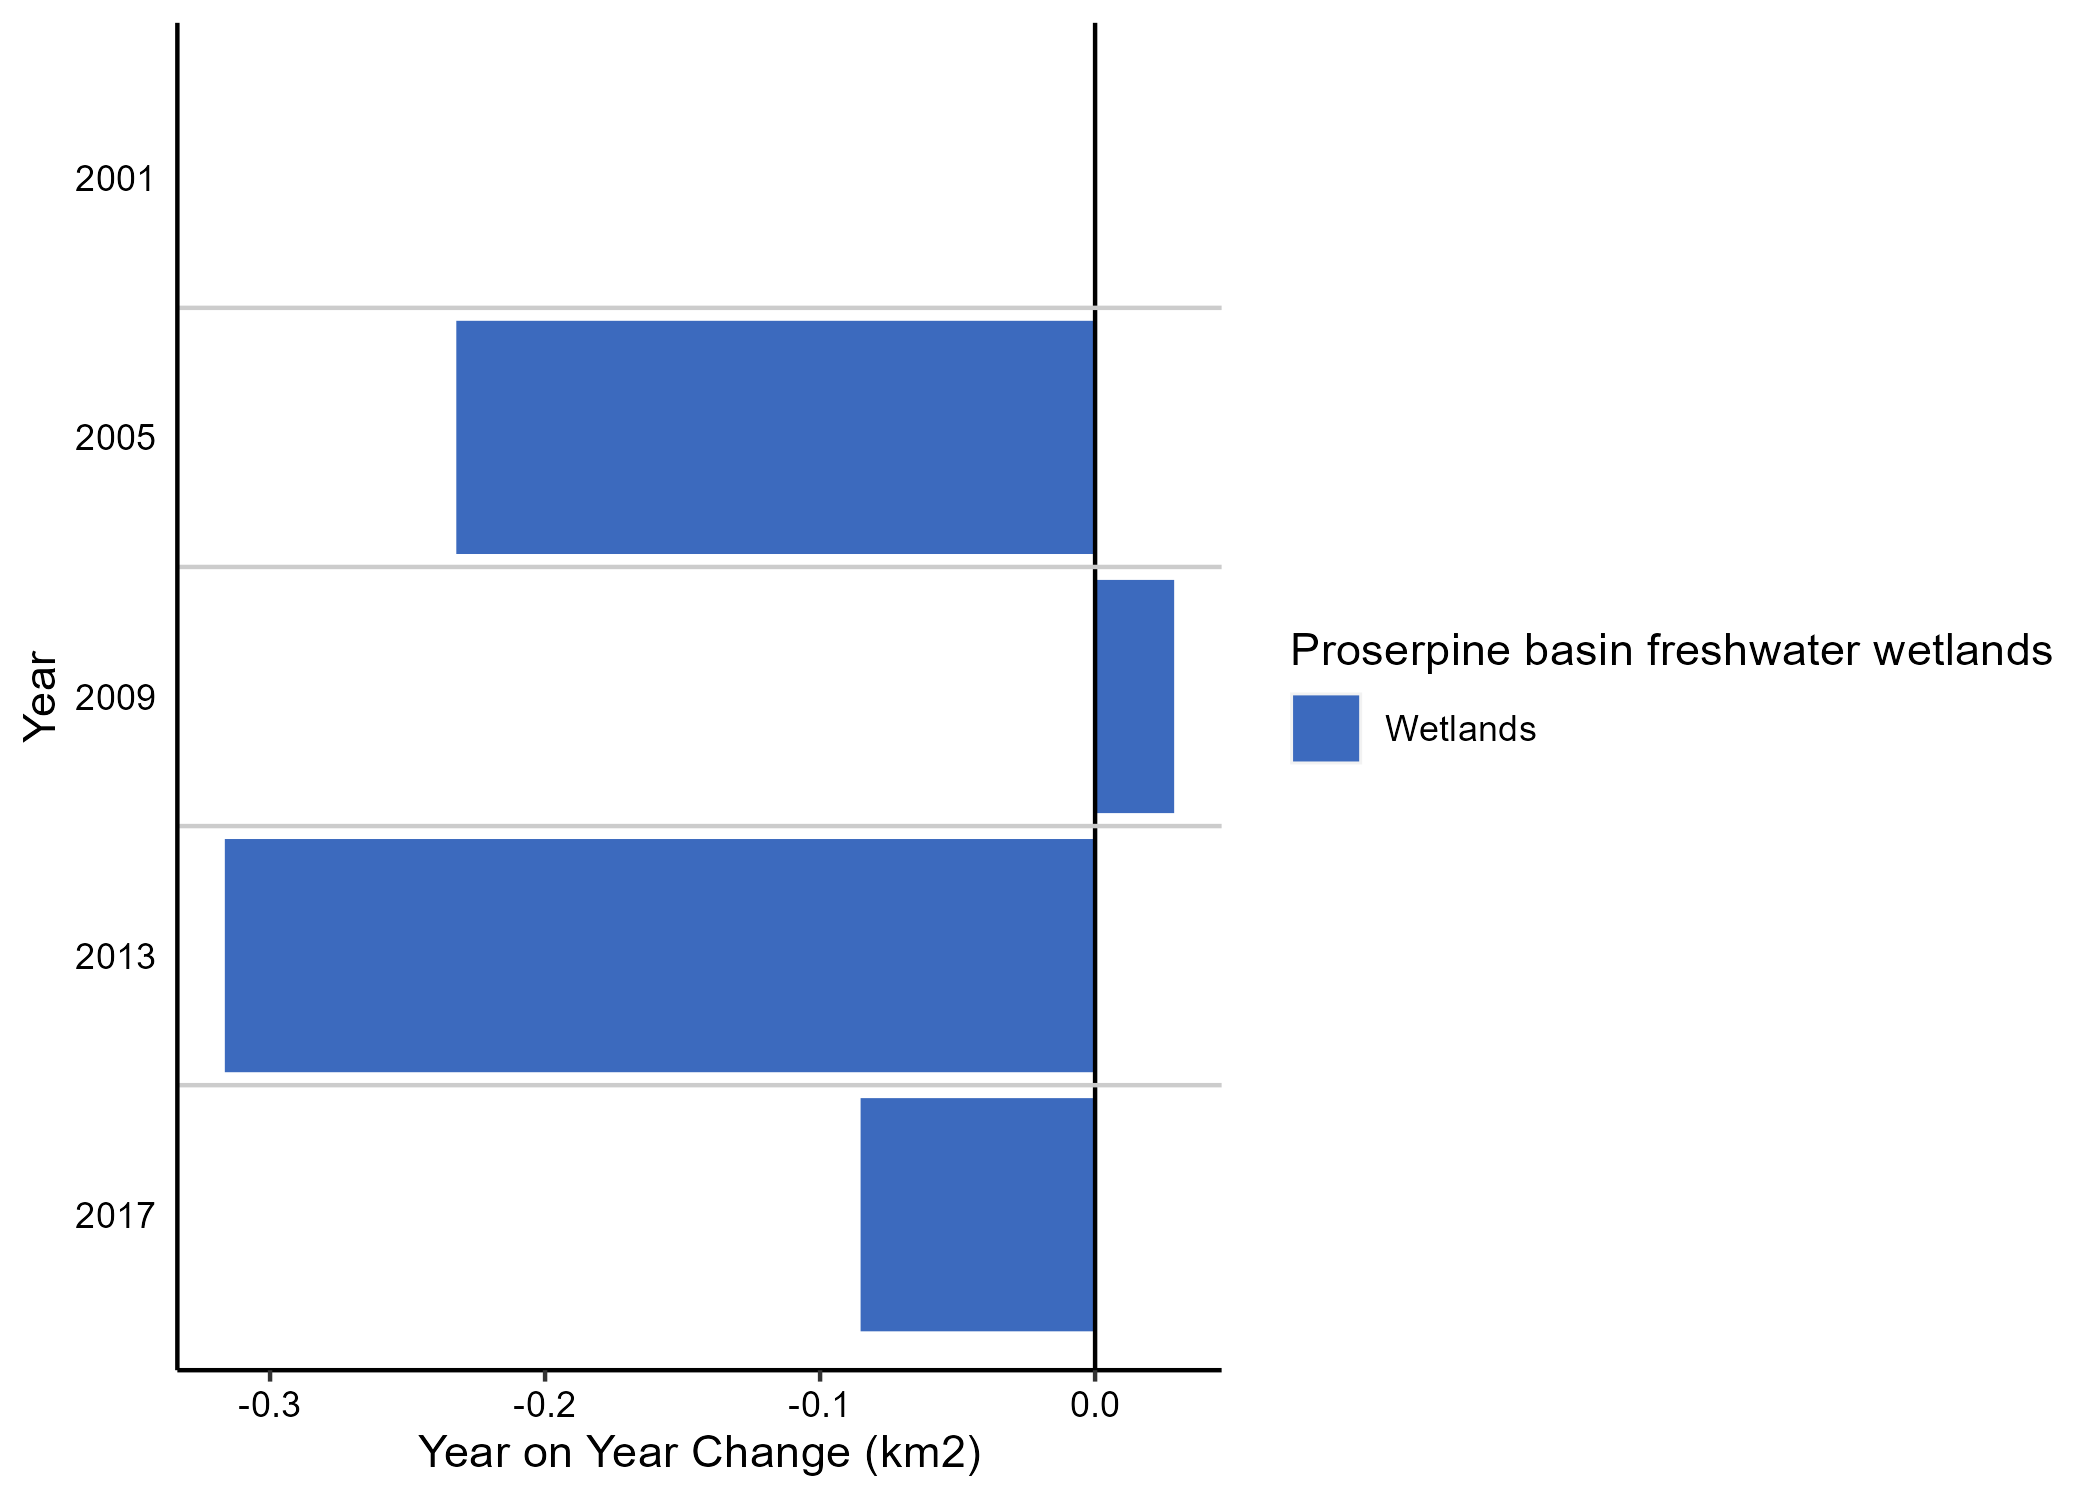 2001
2005
2009
2013
2017
Year
-0.3
-0.2
-0.1
0.0
Year on Year Change (km2)
Proserpine basin freshwater wetlands
Wetlands